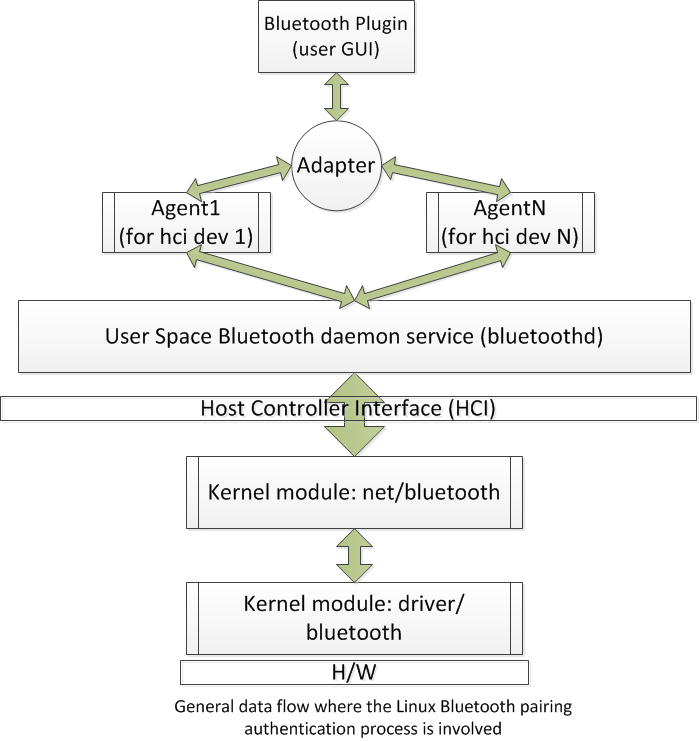 Bluetooth Plugin
(user GUI)
Adapter
Agent1
(for hci dev 1)
AgentN
(for hci dev N)
User Space Bluetooth daemon service (bluetoothd)
Host Controller Interface (HCI)
Kernel module: net/bluetooth
Kernel module: driver/
bluetooth
H/W
General data flow where the Linux Bluetooth pairing
authentication process is involved